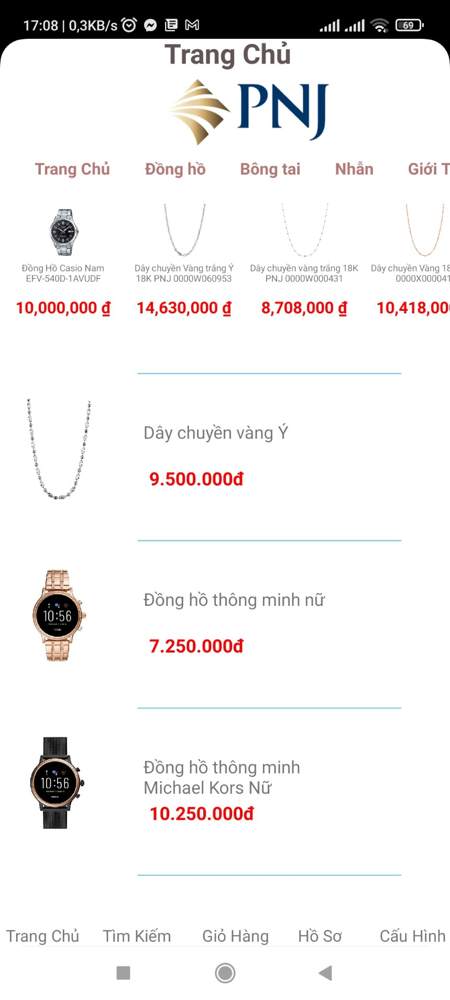 17:08 | 0,3KB/s
69
Trang Chủ
PNJ
Trang Chủ Đồng hồ Bông tai Nhẫn Giới T
Đồng Hồ Casio Nam
EFV-540D-1AVUDF
10,000,000 ₫
Dây chuyền Vàng trắng Ý
18K PNJ 0000W060953
14,630,000 ₫
Dây chuyền vàng trắng 18K
PNJ 0000W000431
8,708,000 ₫
Dây chuyền Vàng 18
0000X000041
10,418,00
Dây chuyền vàng Ý
9.500.000đ
10:56
Đồng hồ thông minh nữ
7.250.000đ
10:56
Đồng hồ thông minh
Michael Kors Nữ
10.250.000đ
Trang Chủ Tìm Kiếm Giỏ Hàng Hồ Sơ Cấu Hình